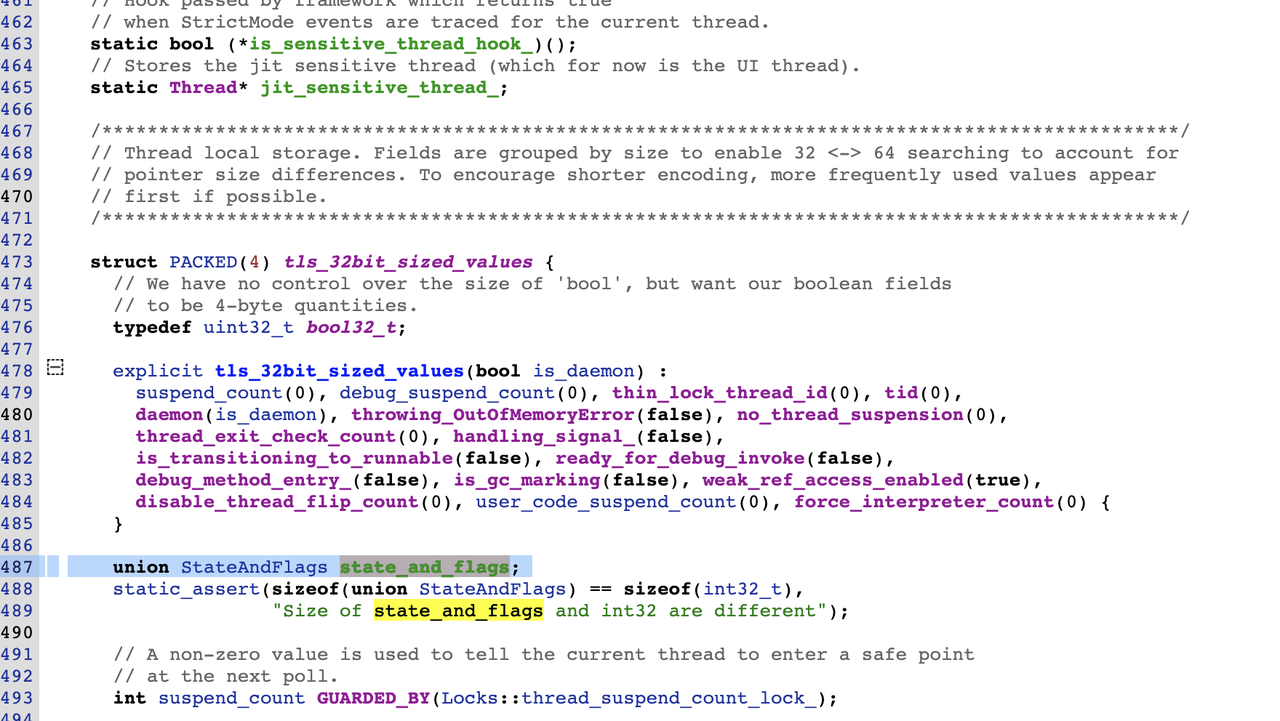 461 // Hook passed by framework which returns true
462 // when StrictMode events are traced for the current thread.
463 static bool (*is_sensitive_thread_hook_)();
464 // Stores the jit sensitive thread (which for now is the UI thread).
465 static Thread* jit_sensitive_thread_;
466
467 /***********************************************************************************************/
468 // Thread local storage. Fields are grouped by size to enable 32 <-> 64 searching to account for
469 // pointer size differences. To encourage shorter encoding, more frequently used values appear
470 // first if possible.
471 /***********************************************************************************************/
472
473 struct PACKED(4) tls_32bit_sized_values {
474 // We have no control over the size of 'bool', but want our boolean fields
475 // to be 4-byte quantities.
476 typedef uint32_t bool32_t;
477
478 explicit tls_32bit_sized_values(bool is_daemon) :
479 suspend_count(0), debug_suspend_count(0), thin_lock_thread_id(0), tid(0),
480 daemon(is_daemon), throwing_OutOfMemoryError(false), no_thread_suspension(0),
481 thread_exit_check_count(0), handling_signal_(false),
482 is_transitioning_to_runnable(false), ready_for_debug_invoke(false),
483 debug_method_entry_(false), is_gc_marking(false), weak_ref_access_enabled(true),
484 disable_thread_flip_count(0), user_code_suspend_count(0), force_interpreter_count(0) {
485 }
486
487 union StateAndFlags state_and_flags;
488 static_assert(sizeof(union StateAndFlags) == sizeof(int32_t),
489 "Size of state_and_flags and int32 are different");
490
491 // A non-zero value is used to tell the current thread to enter a safe point
492 // at the next poll.
493 int suspend_count GUARDED_BY(Locks::thread_suspend_count_lock_);
494